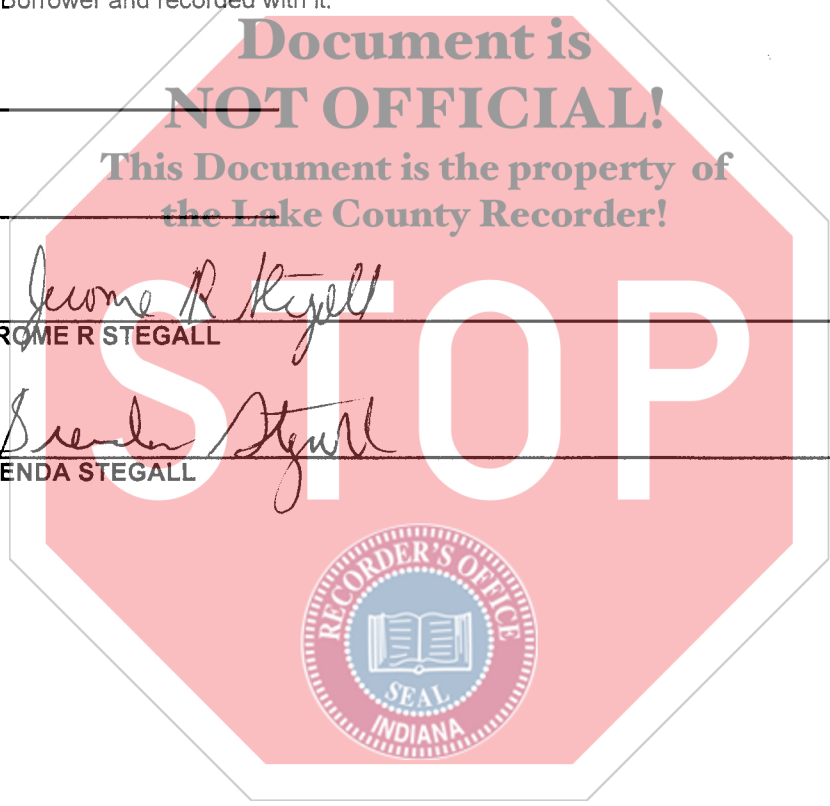 Borrower and recorded with it.
Document is
NOT OFFICIAL!
This Document is the property of
the Lake County Recorder!
Jerome R Stegall
ROME R STEGALL
Brenda Stegall
ENDA STEGALL
STOP
RECORDER'S OFFICE
SEAL
INDIANA